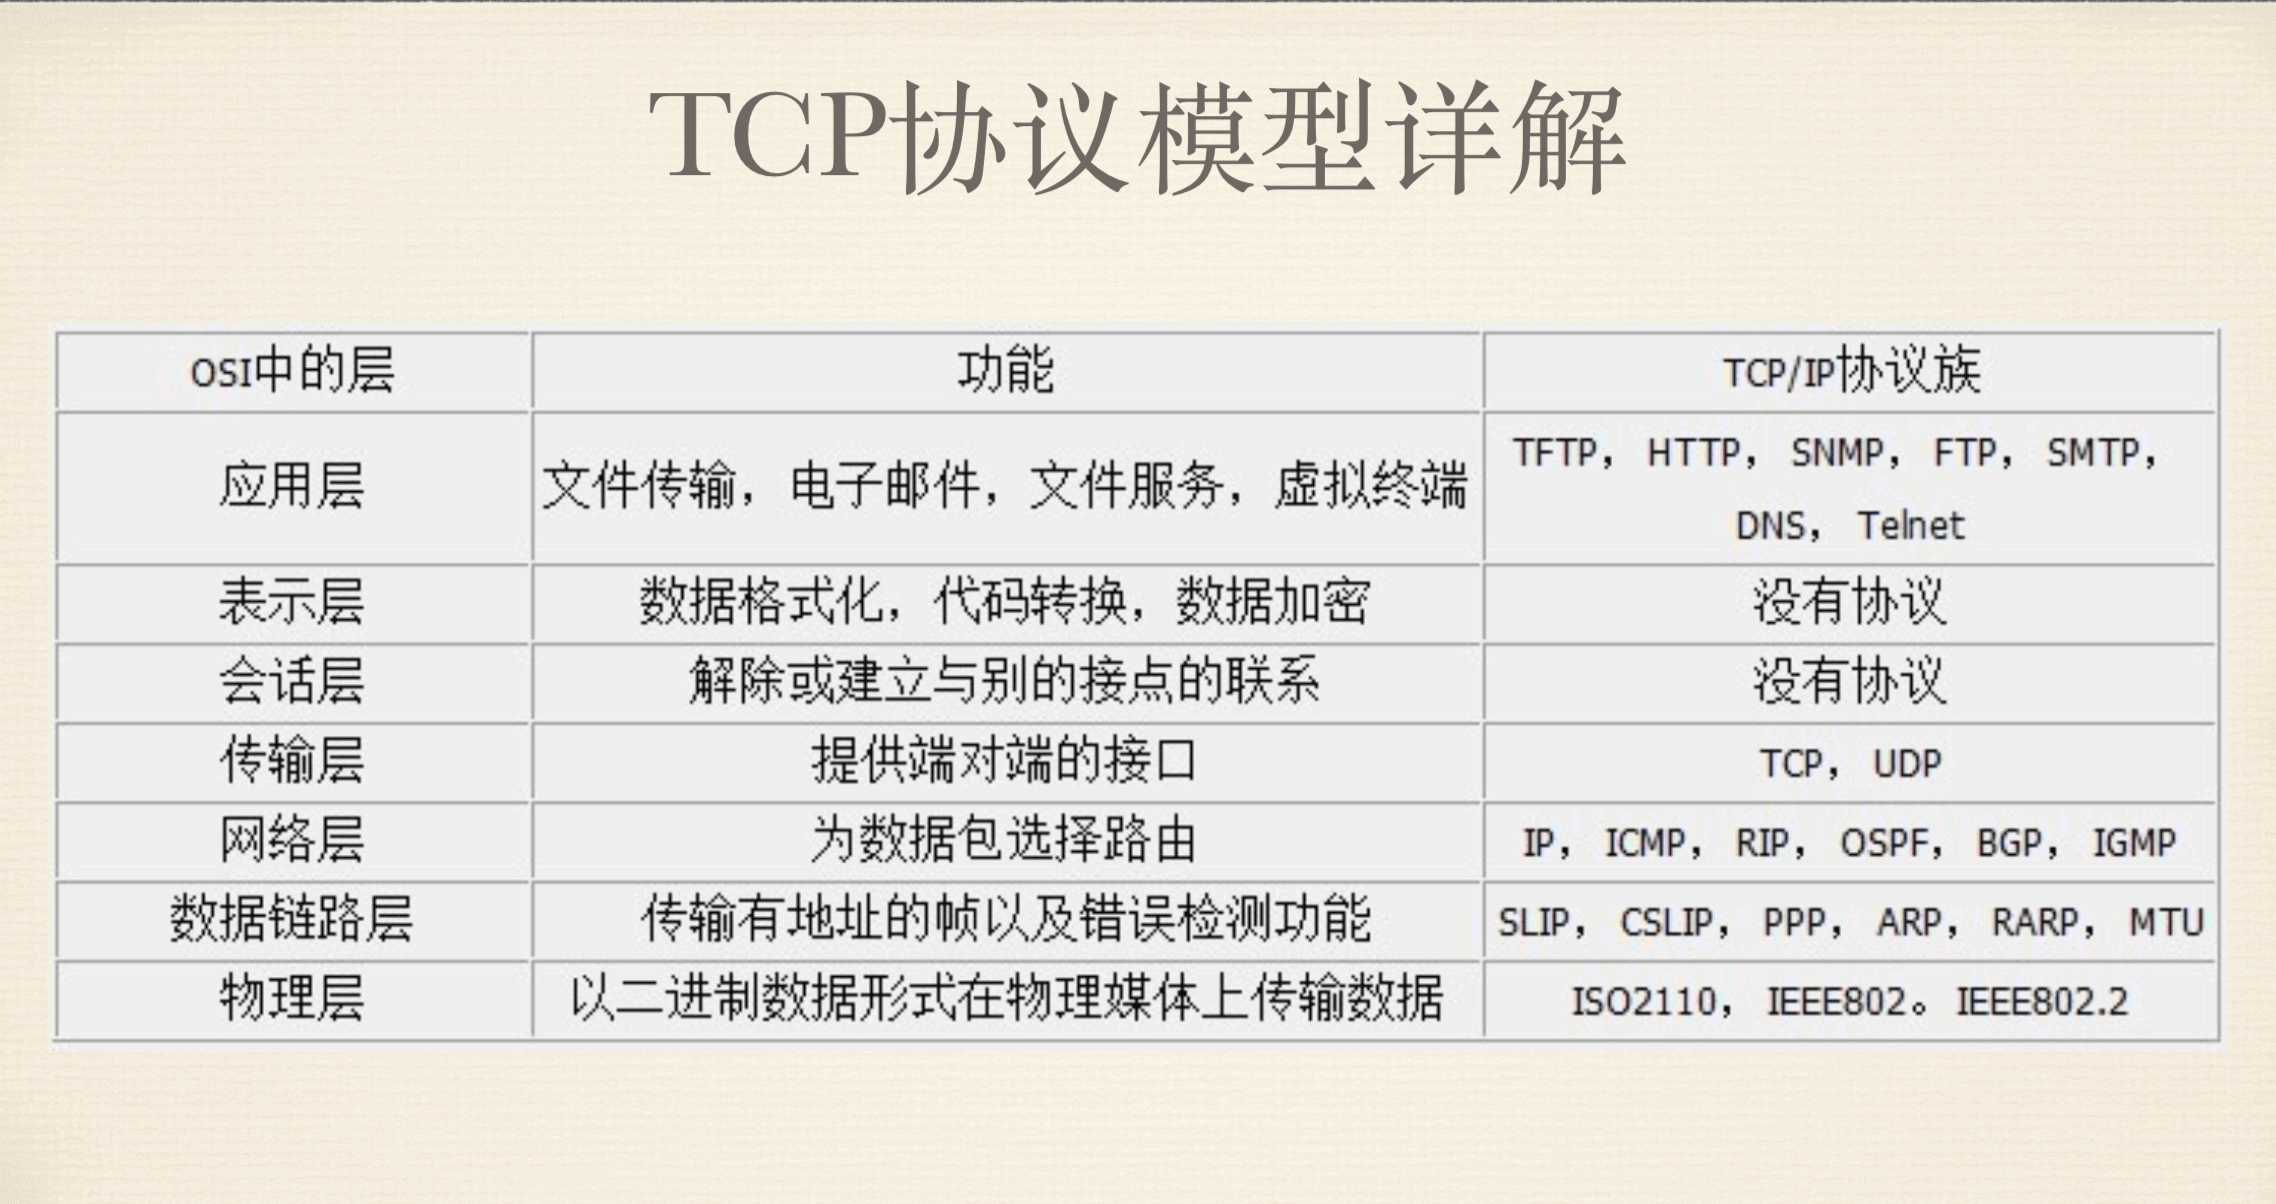 TCP协议模型详解
OSI中的层 功能 TCP/IP协议族
应用层 文件传输，电子邮件，文件服务，虚拟终端 TFTP，HTTP，SNMP，FTP，SMTP，
DNS，Telnet
表示层 数据格式化，代码转换，数据加密 没有协议
会话层 解除或建立与别的接点的联系 没有协议
传输层 提供端对端的接口 TCP，UDP
网络层 为数据包选择路由 IP，ICMP，RIP，OSPF，BGP，IGMP
数据链路层 传输有地址的帧以及错误检测功能 SLIP，CSLIP，PPP，ARP，RARP，MTU
物理层 以二进制数据形式在物理媒体上传输数据 ISO2110，IEEE802。IEEE802.2